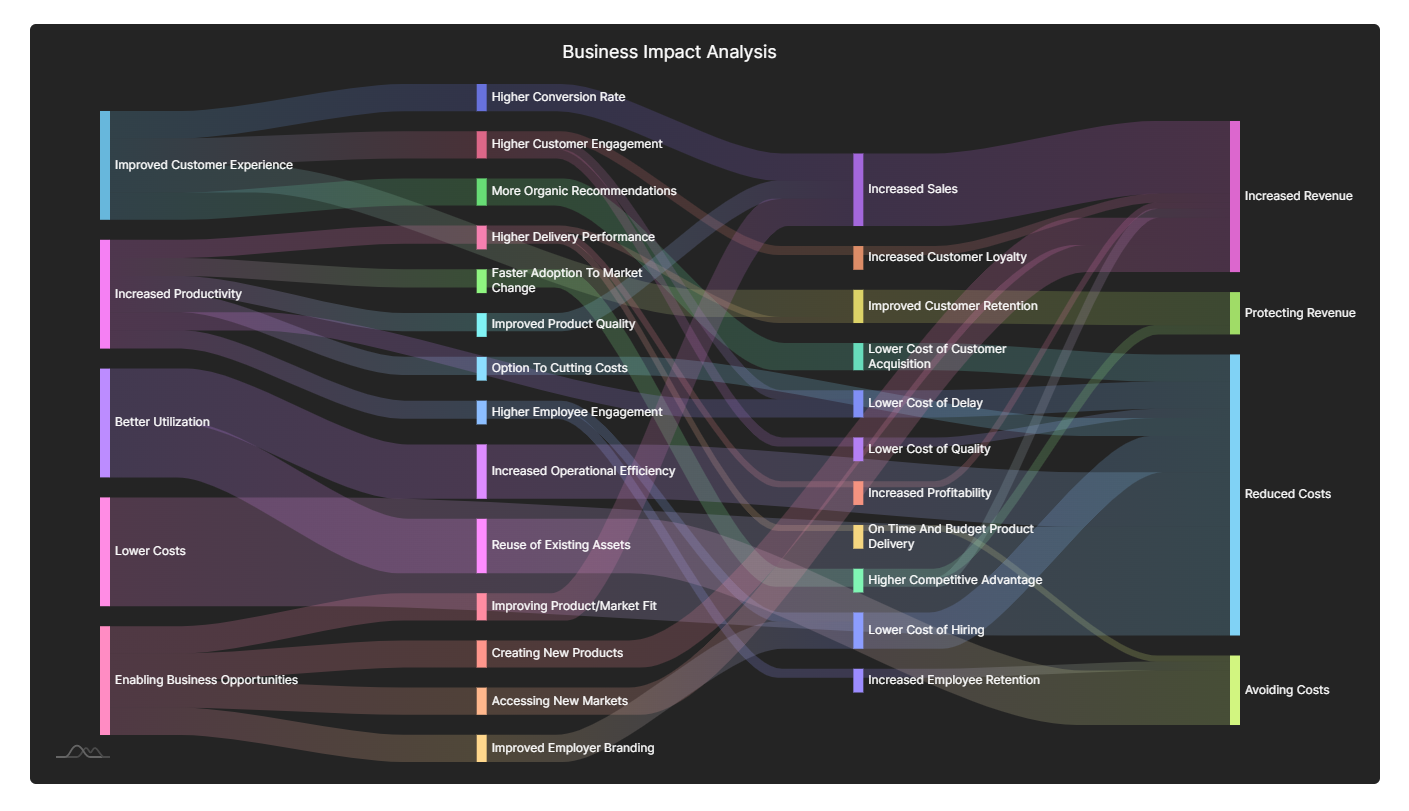 Business Impact Analysis
Improved Customer Experience
Increased Productivity
Better Utilization
Lower Costs
Enabling Business Opportunities
Higher Conversion Rate
Higher Customer Engagement
More Organic Recommendations
Higher Delivery Performance
Faster Adoption To Market
Change
Improved Product Quality
Option To Cutting Costs
Higher Employee Engagement
Increased Operational Efficiency
Reuse of Existing Assets
Improving Product/Market Fit
Creating New Products
Accessing New Markets
Improved Employer Branding
Increased Sales
Increased Customer Loyalty
Improved Customer Retention
Lower Cost of Customer
Acquisition
Lower Cost of Delay
Lower Cost of Quality
Increased Profitability
On Time And Budget Product
Delivery
Higher Competitive Advantage
Lower Cost of Hiring
Increased Employee Retention
Increased Revenue
Protecting Revenue
Reduced Costs
Avoiding Costs